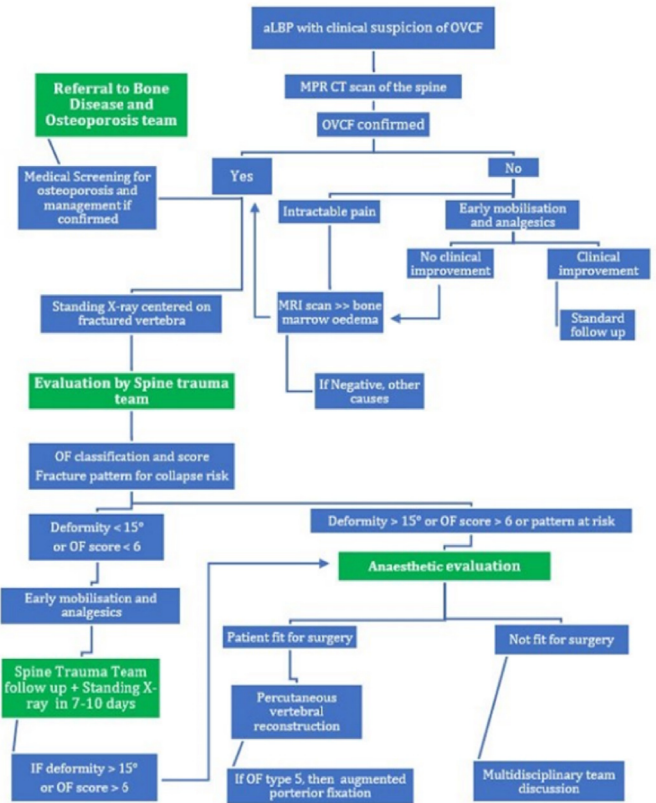 aLBP with clinical suspicion of OVCF
MPR CT scan of the spine
OVCF confirmed
Referral to Bone
Disease and
Osteoporosis team
Medical Screening for
osteoporosis and
management if
confirmed
Yes
No
Intractable pain
Early mobilisation
and analgesics
No clinical
improvement
Clinical
improvement
Standard
follow up
MRI scan >> bone
marrow oedema
If Negative, other
causes
Standing X-ray centered on
fractured vertebra
Evaluation by Spine trauma
team
OF classification and score
Fracture pattern for collapse risk
Deformity < 15°
or OF score < 6
Deformity > 15° or OF score > 6 or pattern at risk
Early mobilisation and
analgesics
Anaesthetic evaluation
Spine Trauma Team
follow up + Standing X-
ray in 7-10 days
IF deformity > 15°
or OF score > 6
Patient fit for surgery
Not fit for surgery
Percutaneous
vertebral
reconstruction
If OF type 5, then augmented
posterior fixation
Multidisciplinary team
discussion